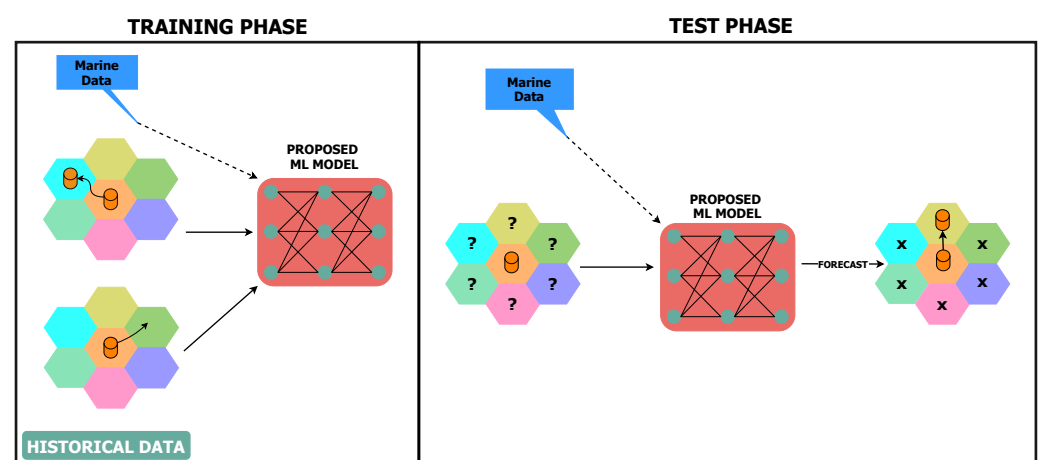 TRAINING PHASE
TEST PHASE
Marine
Data
PROPOSED
ML MODEL
HISTORICAL DATA
Marine
Data
?
?
?
?
?
?
PROPOSED
ML MODEL
FORECAST
x
x
x
x
x